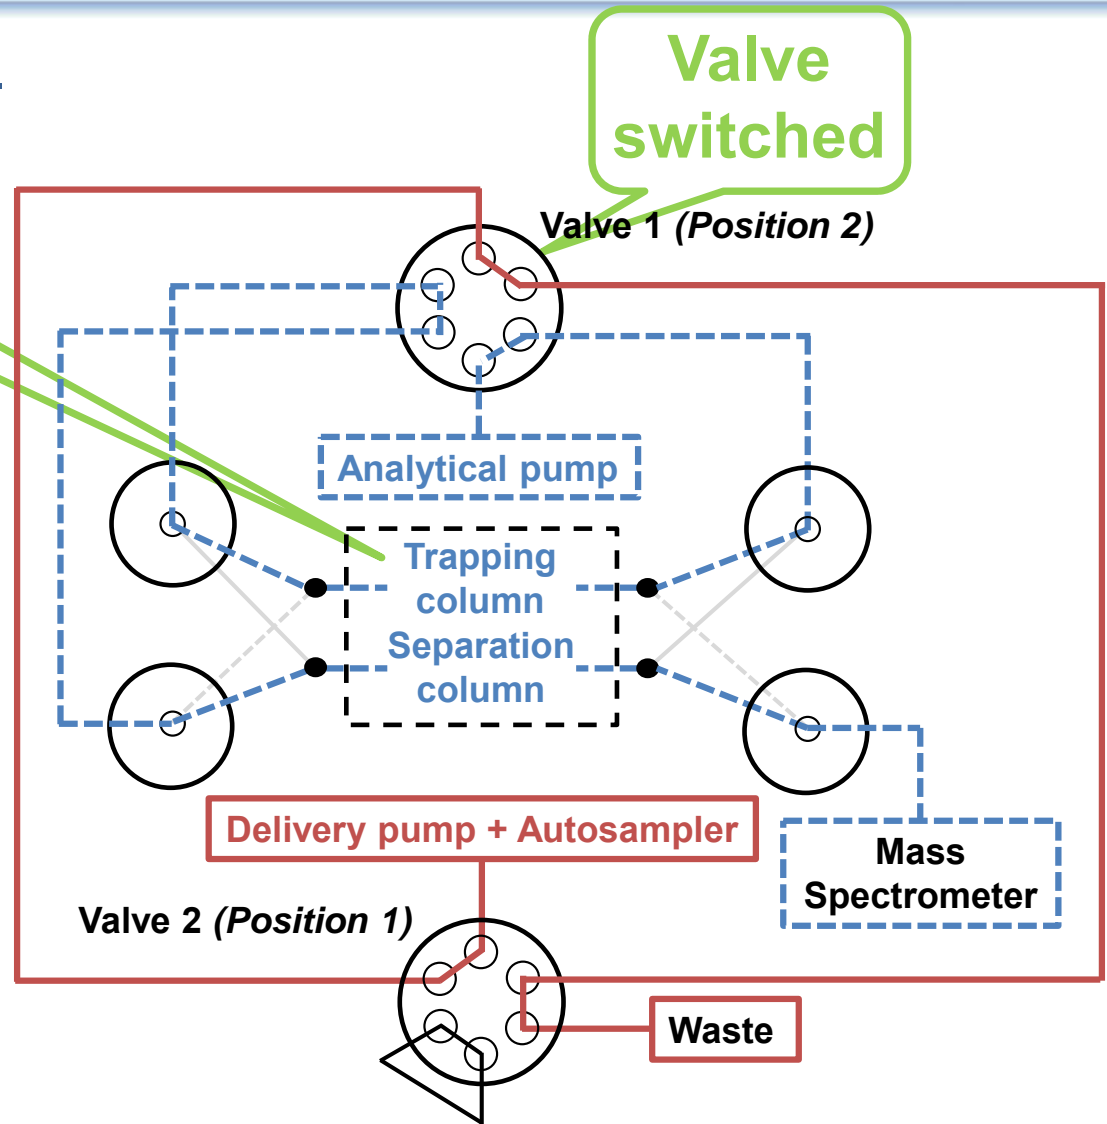 Valve
switched
Valve 1 (Position 2)
Analytical pump
Trapping
column
Separation
column
Delivery pump + Autosampler
Mass
Spectrometer
Valve 2 (Position 1)
Waste